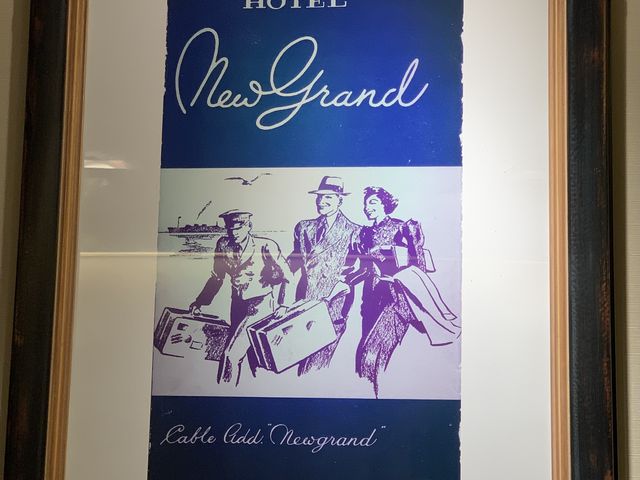 HOTEL
New Grand
Cable Add. "Newgrand"